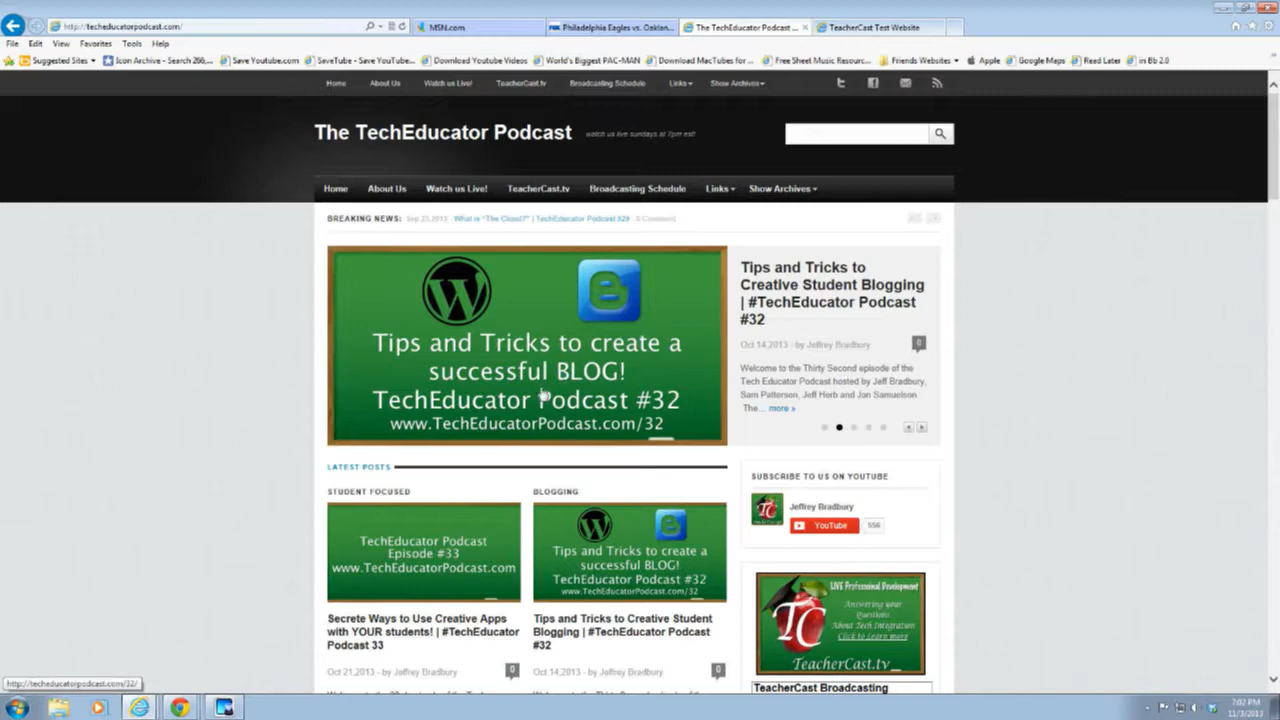 http://techeducatorpodcast.com/
MSN.com
Philadelphia Eagles vs. Oaklan...
The TechEducator Podcast ...
TeacherCast Test Website
File Edit View Favorites Tools Help
Suggested Sites
Icon Archive - Search 266,...
Save Youtube.com
SaveTube - Save YouTube...
Download Youtube Videos
World's Biggest PAC-MAN
Download MacTubes for ...
Free Sheet Music Resourc...
Friends Websites
Apple
Google Maps
Read Later
in Bb 2.0
Home About Us Watch us Live! TeacherCast.tv Broadcasting Schedule Links Show Archives
The TechEducator Podcast
watch us live sundays at 7pm est!
Home About Us Watch us Live! TeacherCast.tv Broadcasting Schedule Links Show Archives
BREAKING NEWS: Sep 23,2013 What is "The Cloud?" | TechEducator Podcast #29 0 Comment
Tips and Tricks to create a
successful BLOG!
TechEducator Podcast #32
www.TechEducatorPodcast.com/32
Tips and Tricks to
Creative Student Blogging
| #TechEducator Podcast
#32
Oct 14,2013 - by Jeffrey Bradbury
0
Welcome to the Thirty Second episode of the
Tech Educator Podcast hosted by Jeff Bradbury,
Sam Patterson, Jeff Herb and Jon Samuelson
The... more »
LATEST POSTS
STUDENT FOCUSED
TechEducator Podcast
Episode #33
www.TechEducatorPodcast.com
Secrete Ways to Use Creative Apps
with YOUR students! | #TechEducator
Podcast 33
Oct 21,2013 - by Jeffrey Bradbury
0
BLOGGING
Tips and Tricks to create a
successful BLOG!
TechEducator Podcast #32
www.TechEducatorPodcast.com/32
Tips and Tricks to Creative Student
Blogging | #TechEducator Podcast
#32
Oct 14,2013 - by Jeffrey Bradbury
0
SUBSCRIBE TO US ON YOUTUBE
TC
Jeffrey Bradbury
YouTube 556
LIVE Professional Development
Answering your
Questions
About Tech Integration
Click to Learn more
TC
TeacherCast.tv
TeacherCast Broadcasting
http://techeducatorpodcast.com/32/
7:02 PM
11/3/2013